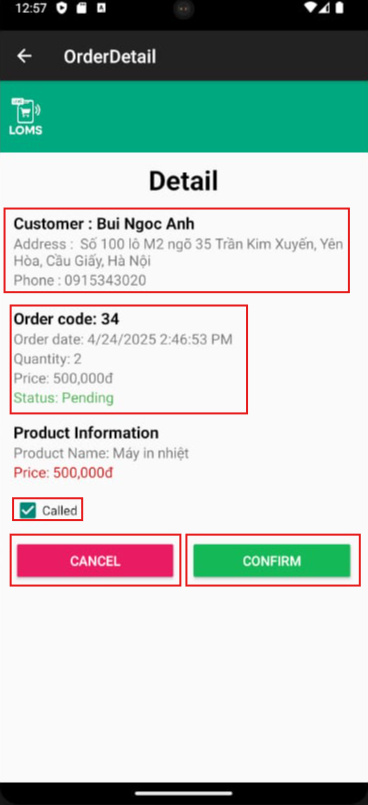 12:57
OrderDetail
LOMS
Detail
Customer : Bui Ngoc Anh
Address : Số 100 lô M2 ngõ 35 Trần Kim Xuyến, Yên
Hòa, Cầu Giấy, Hà Nội
Phone : 0915343020
Order code: 34
Order date: 4/24/2025 2:46:53 PM
Quantity: 2
Price: 500,000đ
Status: Pending
Product Information
Product Name: Máy in nhiệt
Price: 500,000đ
Called
CANCEL
CONFIRM